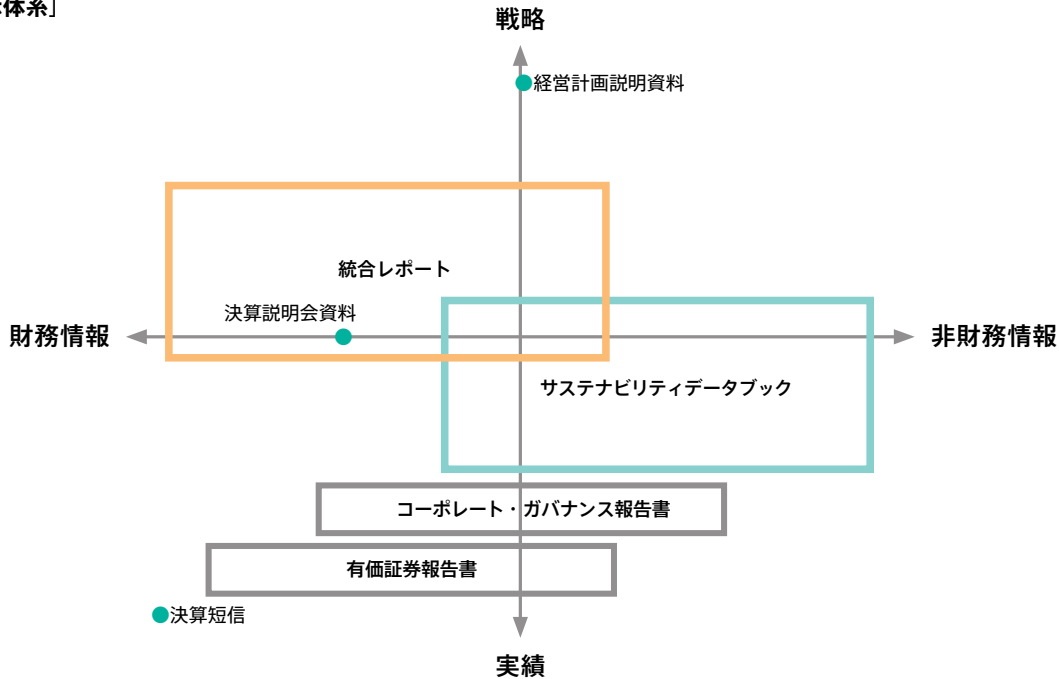 体系」
戦略
経営計画説明資料
統合レポート
決算説明会資料
財務情報
非財務情報
サステナビリティデータブック
コーポレート・ガバナンス報告書
有価証券報告書
決算短信
実績